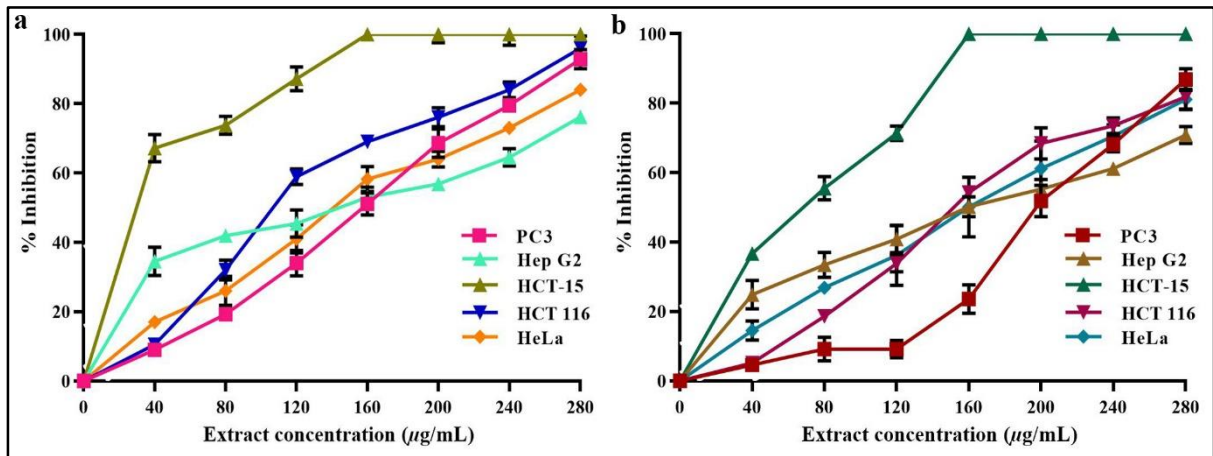 a
% Inhibition
100
80
60
40
20
0
PC3
Hep G2
HCT-15
HCT 116
HeLa
0 40 80 120 160 200 240 280
Extract concentration (µg/mL)
b
% Inhibition
100
80
60
40
20
0
PC3
Hep G2
HCT-15
HCT 116
HeLa
0 40 80 120 160 200 240 280
Extract concentration (µg/mL)